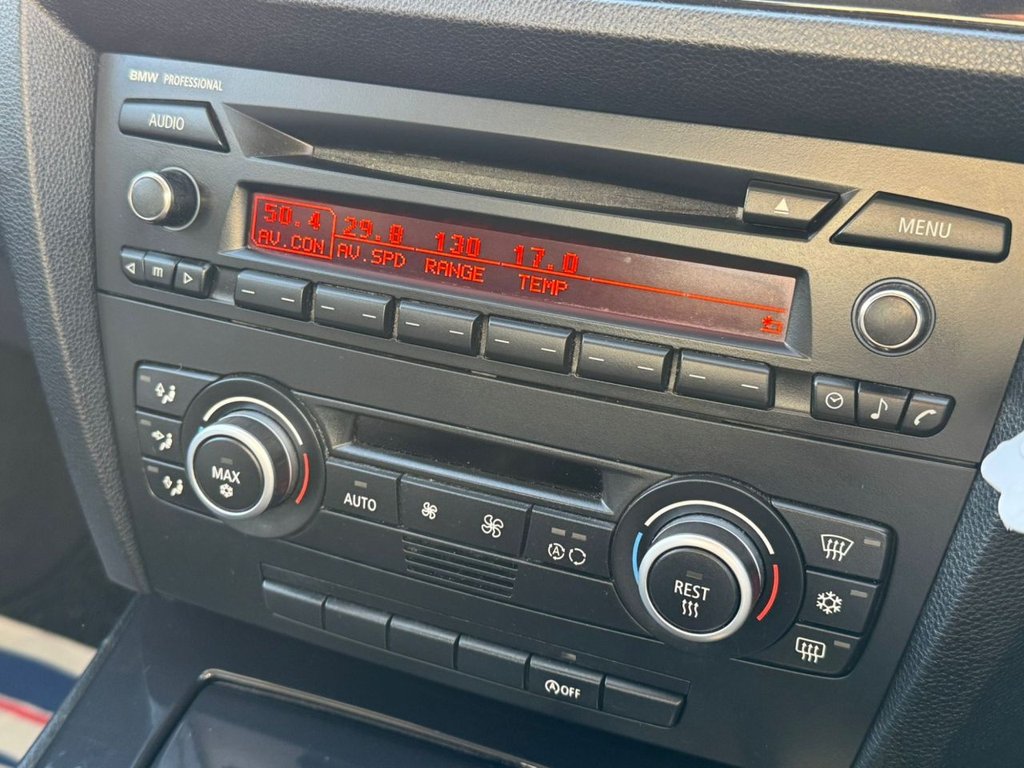 BMW PROFESSIONAL
AUDIO
MENU
50.4 29.8 130 17.0
AV.CON AV.SPD RANGE TEMP
m
MAX
AUTO
A
REST
A OFF